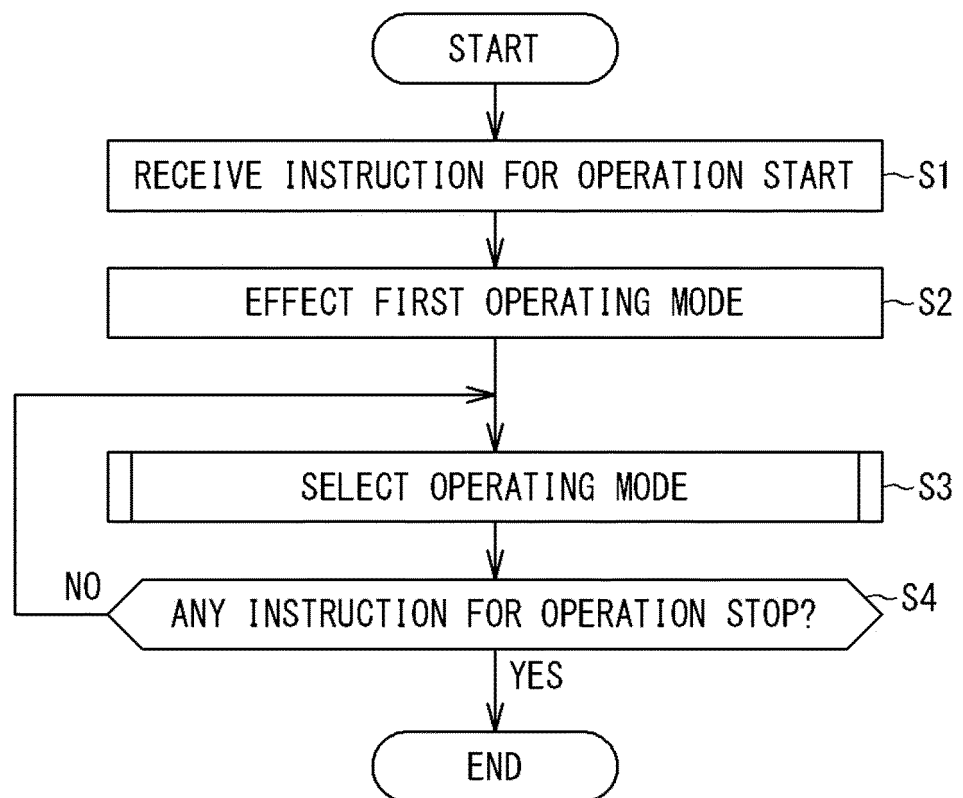 START
RECEIVE INSTRUCTION FOR OPERATION START
S1
EFFECT FIRST OPERATING MODE
S2
SELECT OPERATING MODE
S3
NO
ANY INSTRUCTION FOR OPERATION STOP?
S4
YES
END